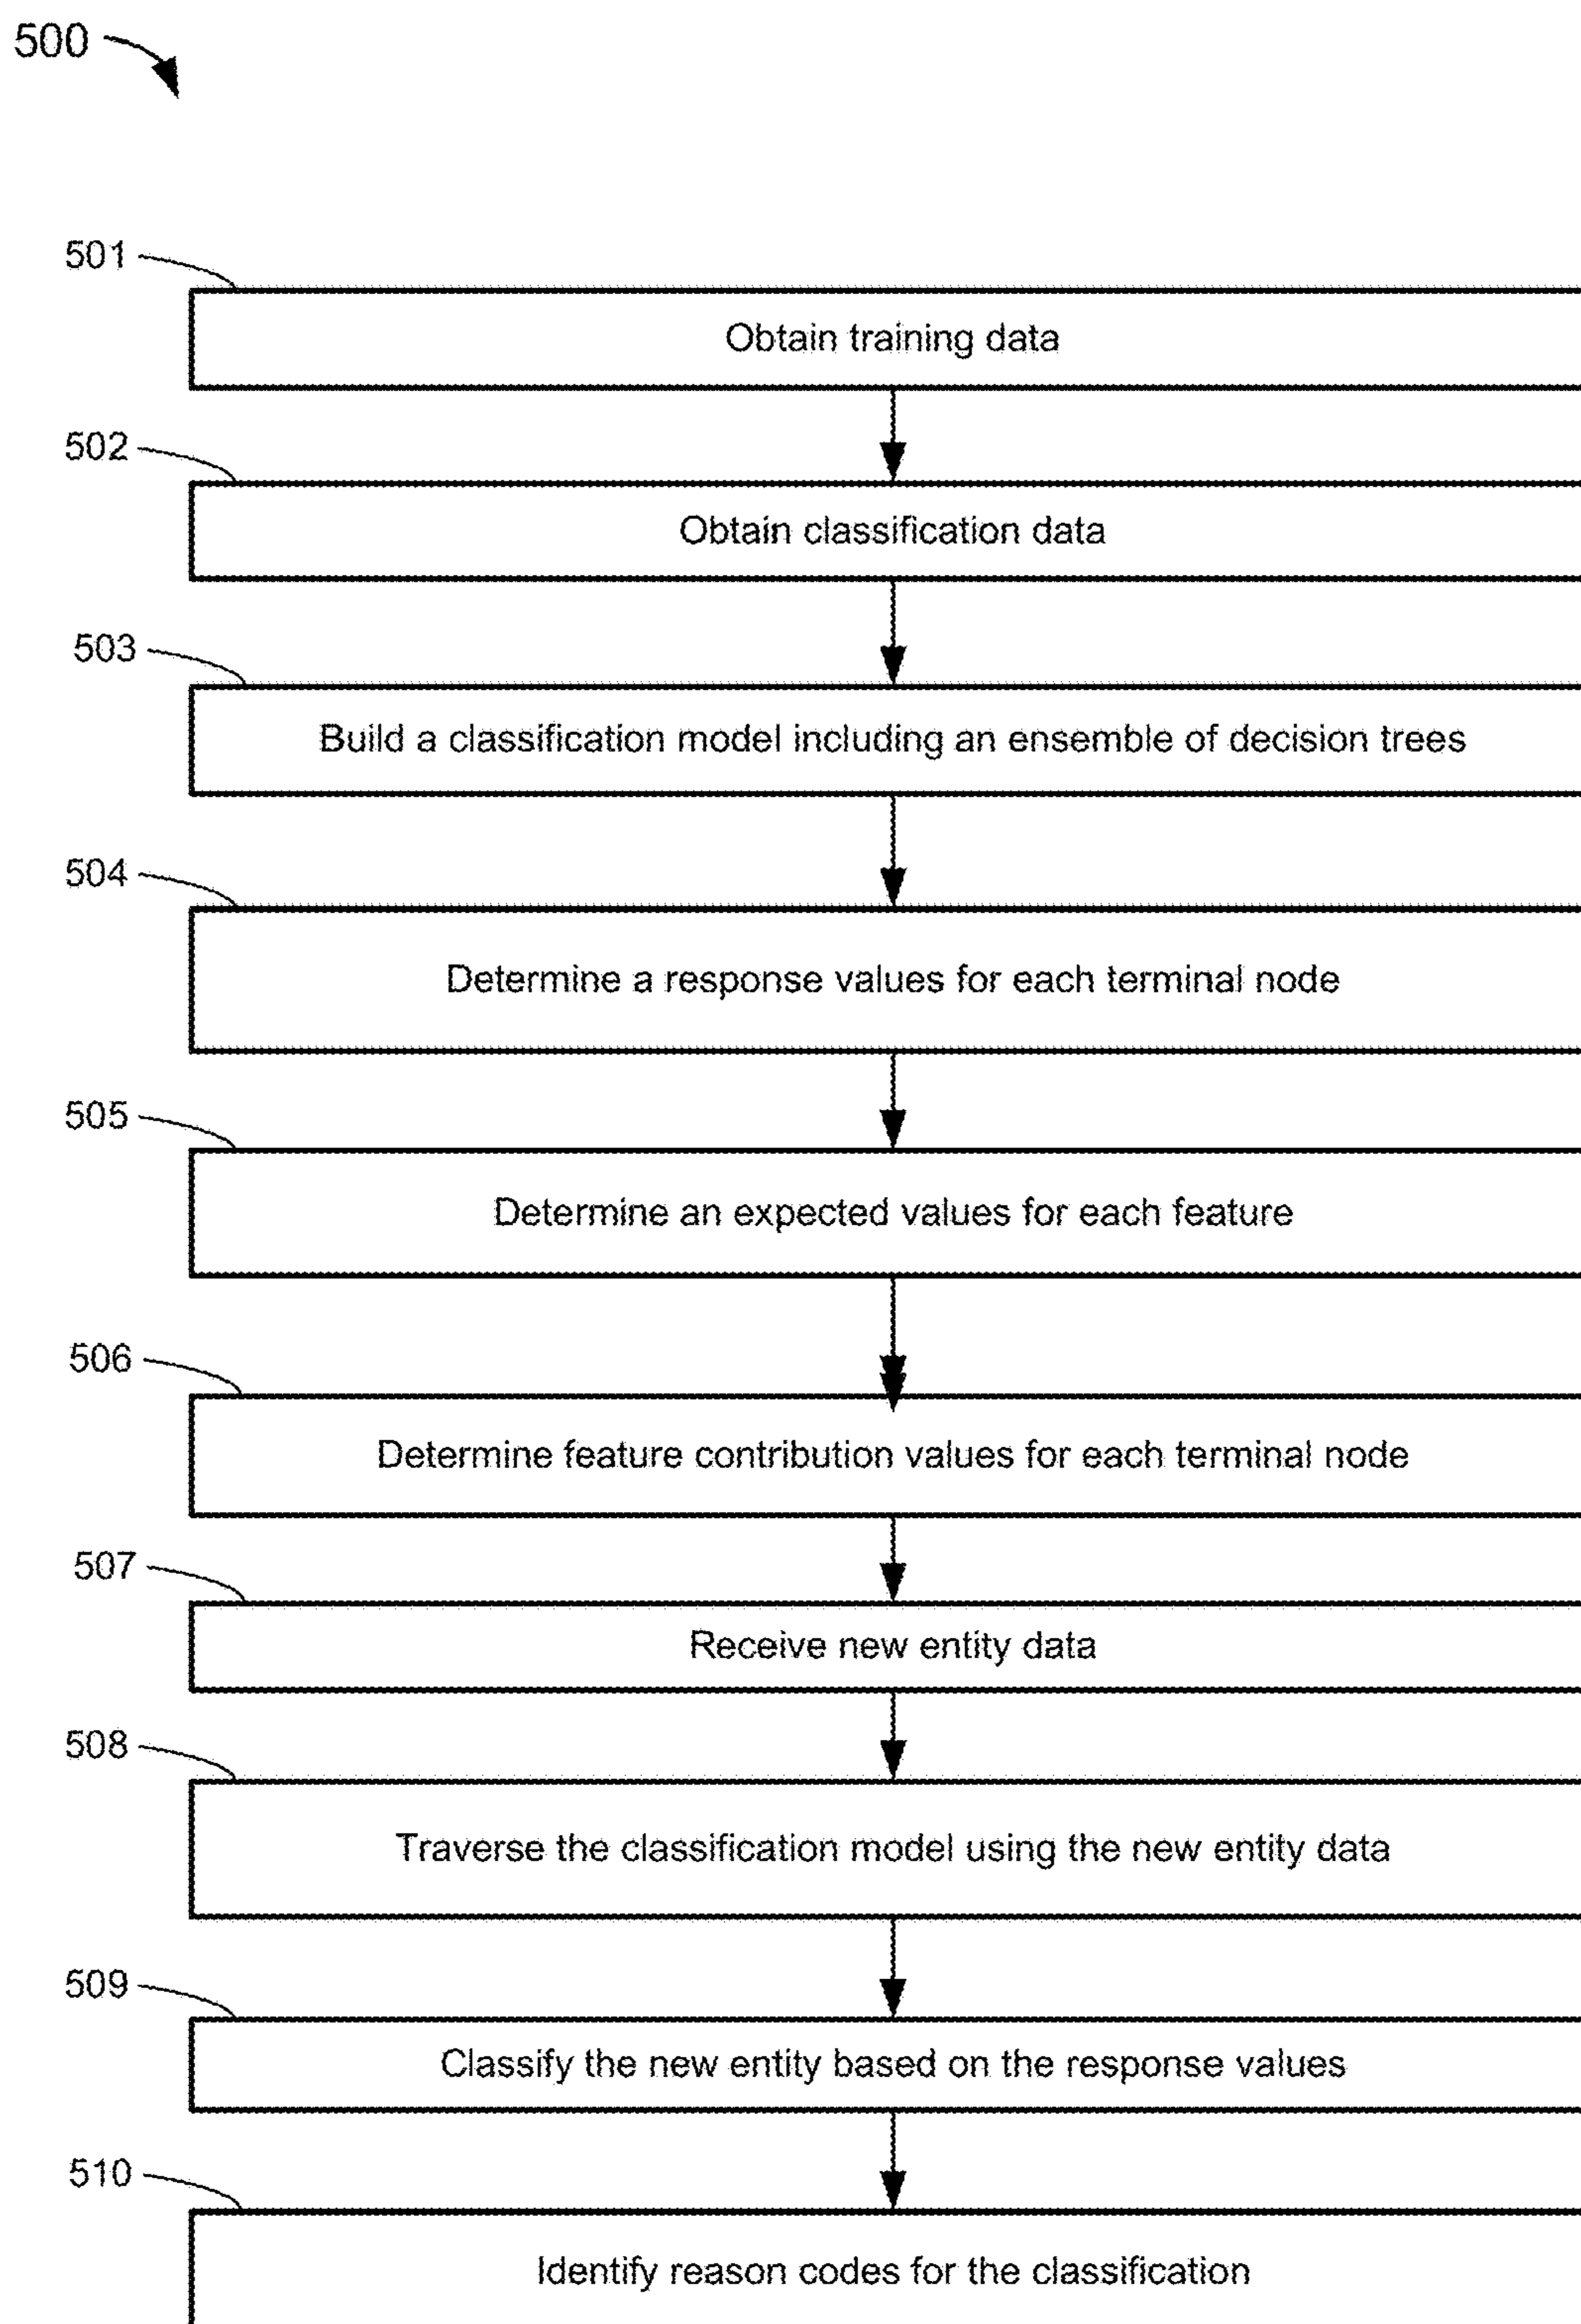 500
501
Obtain training data
502
Obtain classification data
503
Build a classification model including an ensemble of decision trees
504
Determine a response values for each terminal node
505
Determine an expected values for each feature
506
Determine feature contribution values for each terminal node
507
Receive new entity data
508
Traverse the classification model using the new entity data
509
Classify the new entity based on the response values
510
Identify reason codes for the classification